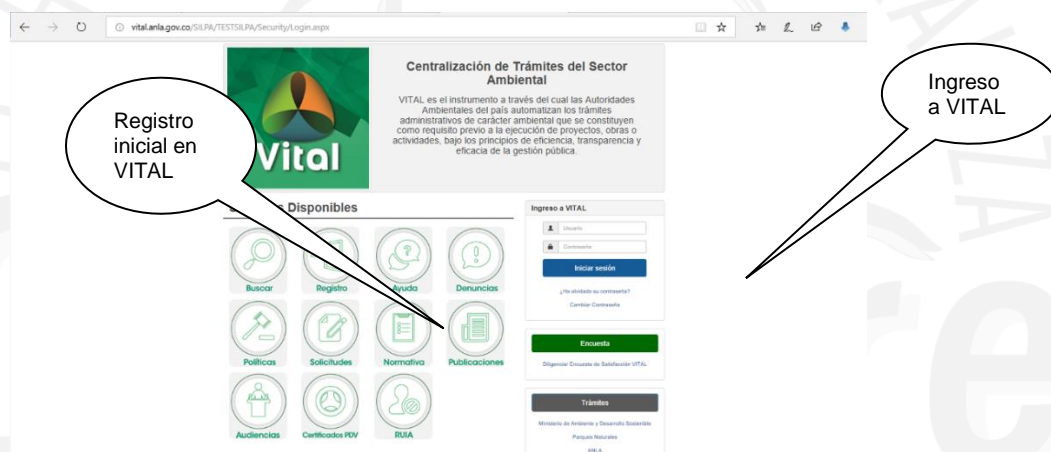 vital.anla.gov.co/SILPA/TESTSILPA/Security/Login.aspx
Centralización de Trámites del Sector
Ambiental
VITAL es el instrumento a través del cual las Autoridades
Ambientales del país automatizan los trámites
administrativos de carácter ambiental que se constituyen
como requisito previo a la ejecución de proyectos, obras o
actividades, bajo los principios de eficiencia, transparencia y
eficacia de la gestión pública.
Vital
Registro
inicial en
VITAL
Ingreso
a VITAL
Disponibles
Buscar
Registro
Ayuda
Denuncias
Políticas
Solicitudes
Normativa
Publicaciones
Audiencias
Certificados PDV
RUIA
Ingreso a VITAL
Usuario
Contraseña
Iniciar sesión
¿Ha olvidado su contraseña?
Cambiar Contraseña
Encuesta
Diligenciar Encuesta de Satisfacción VITAL
Trámites
Ministerio de Ambiente y Desarrollo Sostenible
Parques Naturales
ANLA